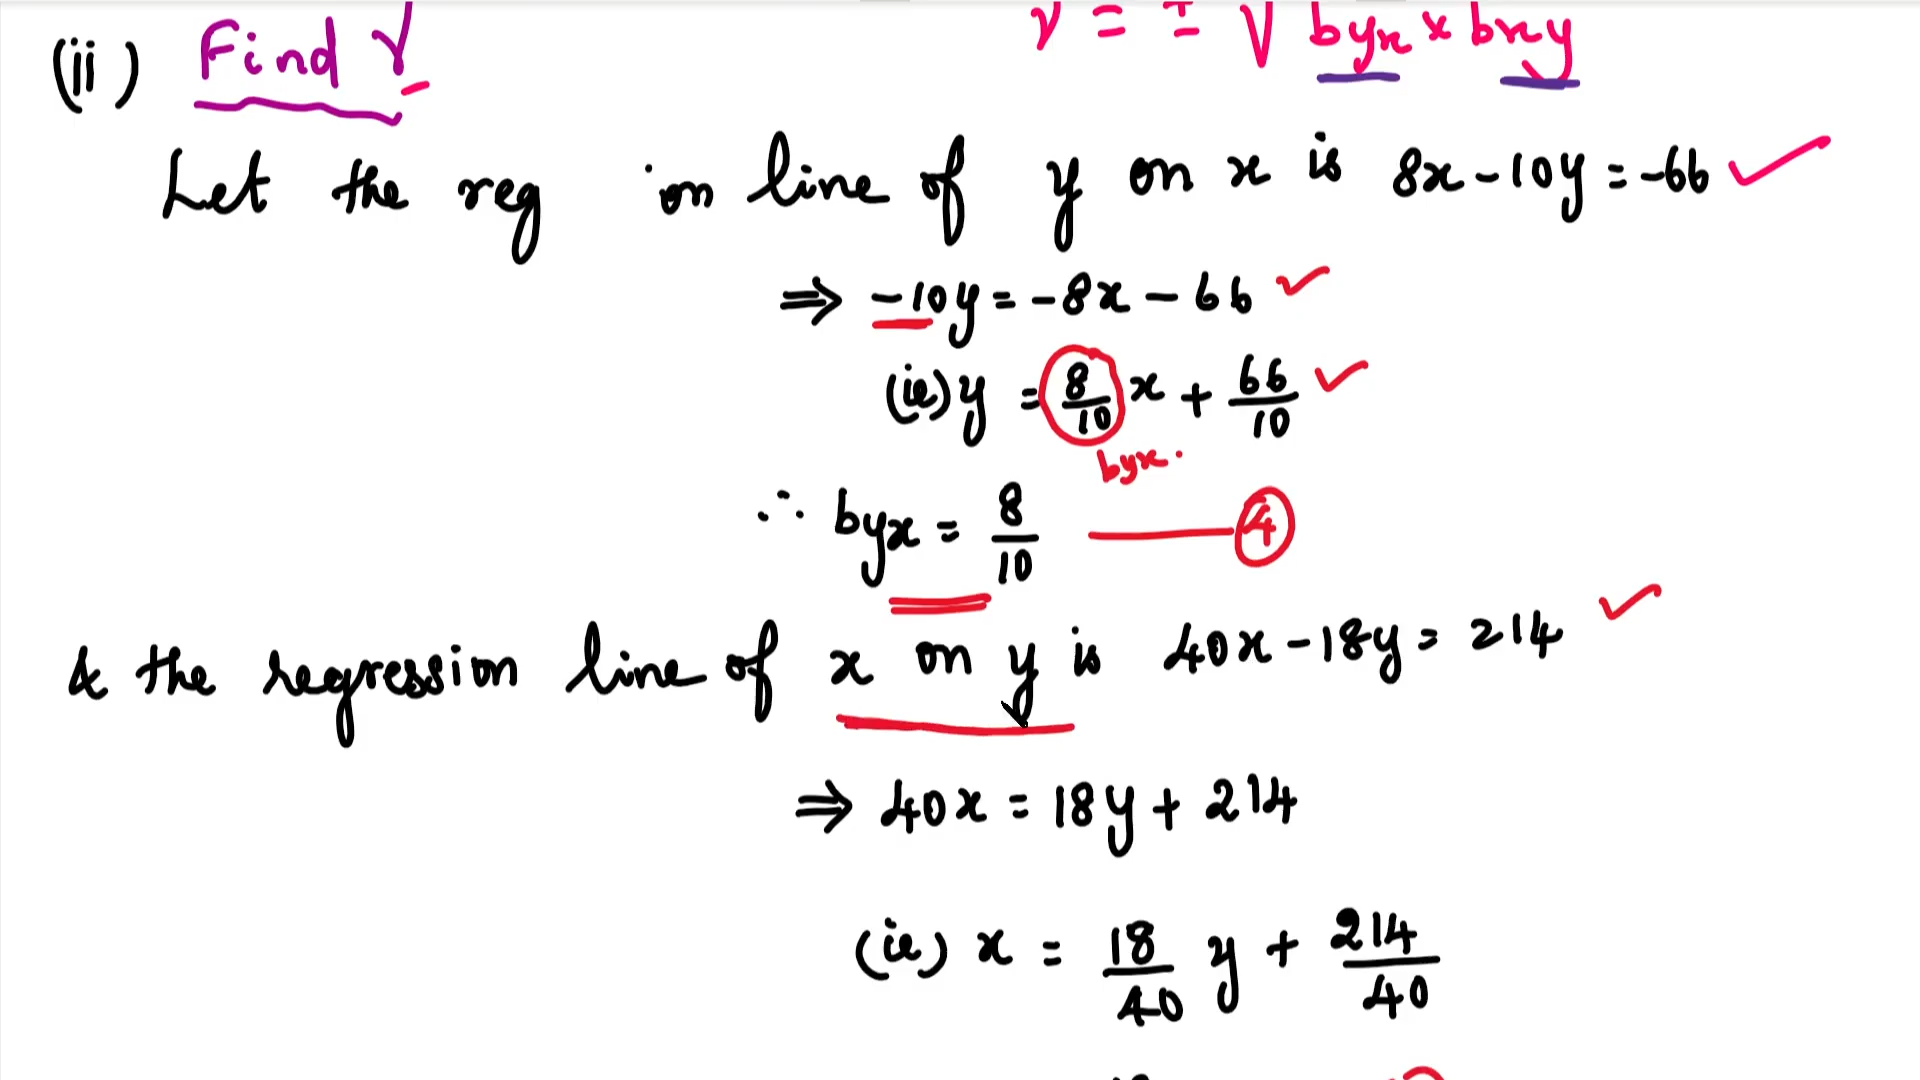 (ii) Find r r = ± √ byx × bxy
Let the reg on line of y on x is 8x - 10y = -66
⇒ -10y = -8x - 66
(ie) y = 8/10 x + 66/10
byx.
∴ byx = 8/10 —— 4
& the regression line of x on y is 40x - 18y = 214
⇒ 40x = 18y + 214
(ie) x = 18/40 y + 214/40